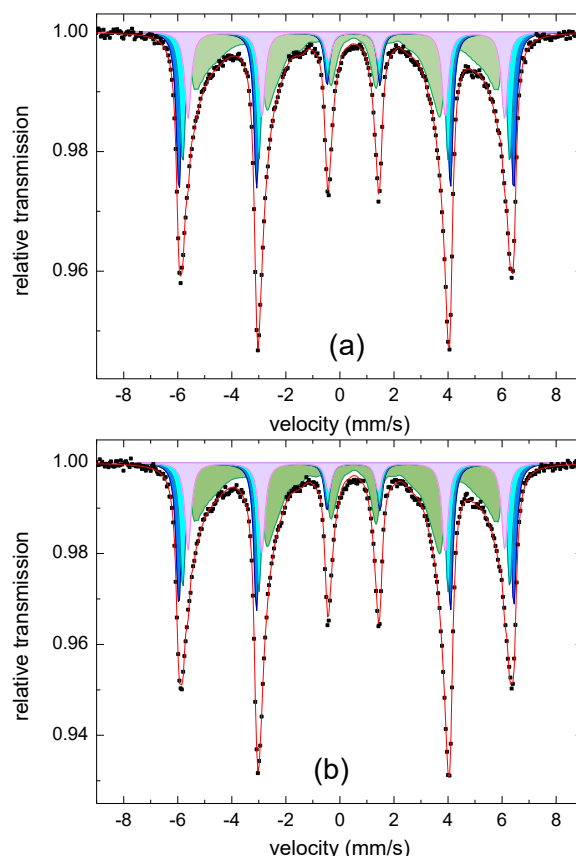 1.00
0.98
0.96
relative transmission
(a)
-8 -6 -4 -2 0 2 4 6 8
velocity (mm/s)
1.00
0.98
0.96
0.94
relative transmission
(b)
-8 -6 -4 -2 0 2 4 6 8
velocity (mm/s)